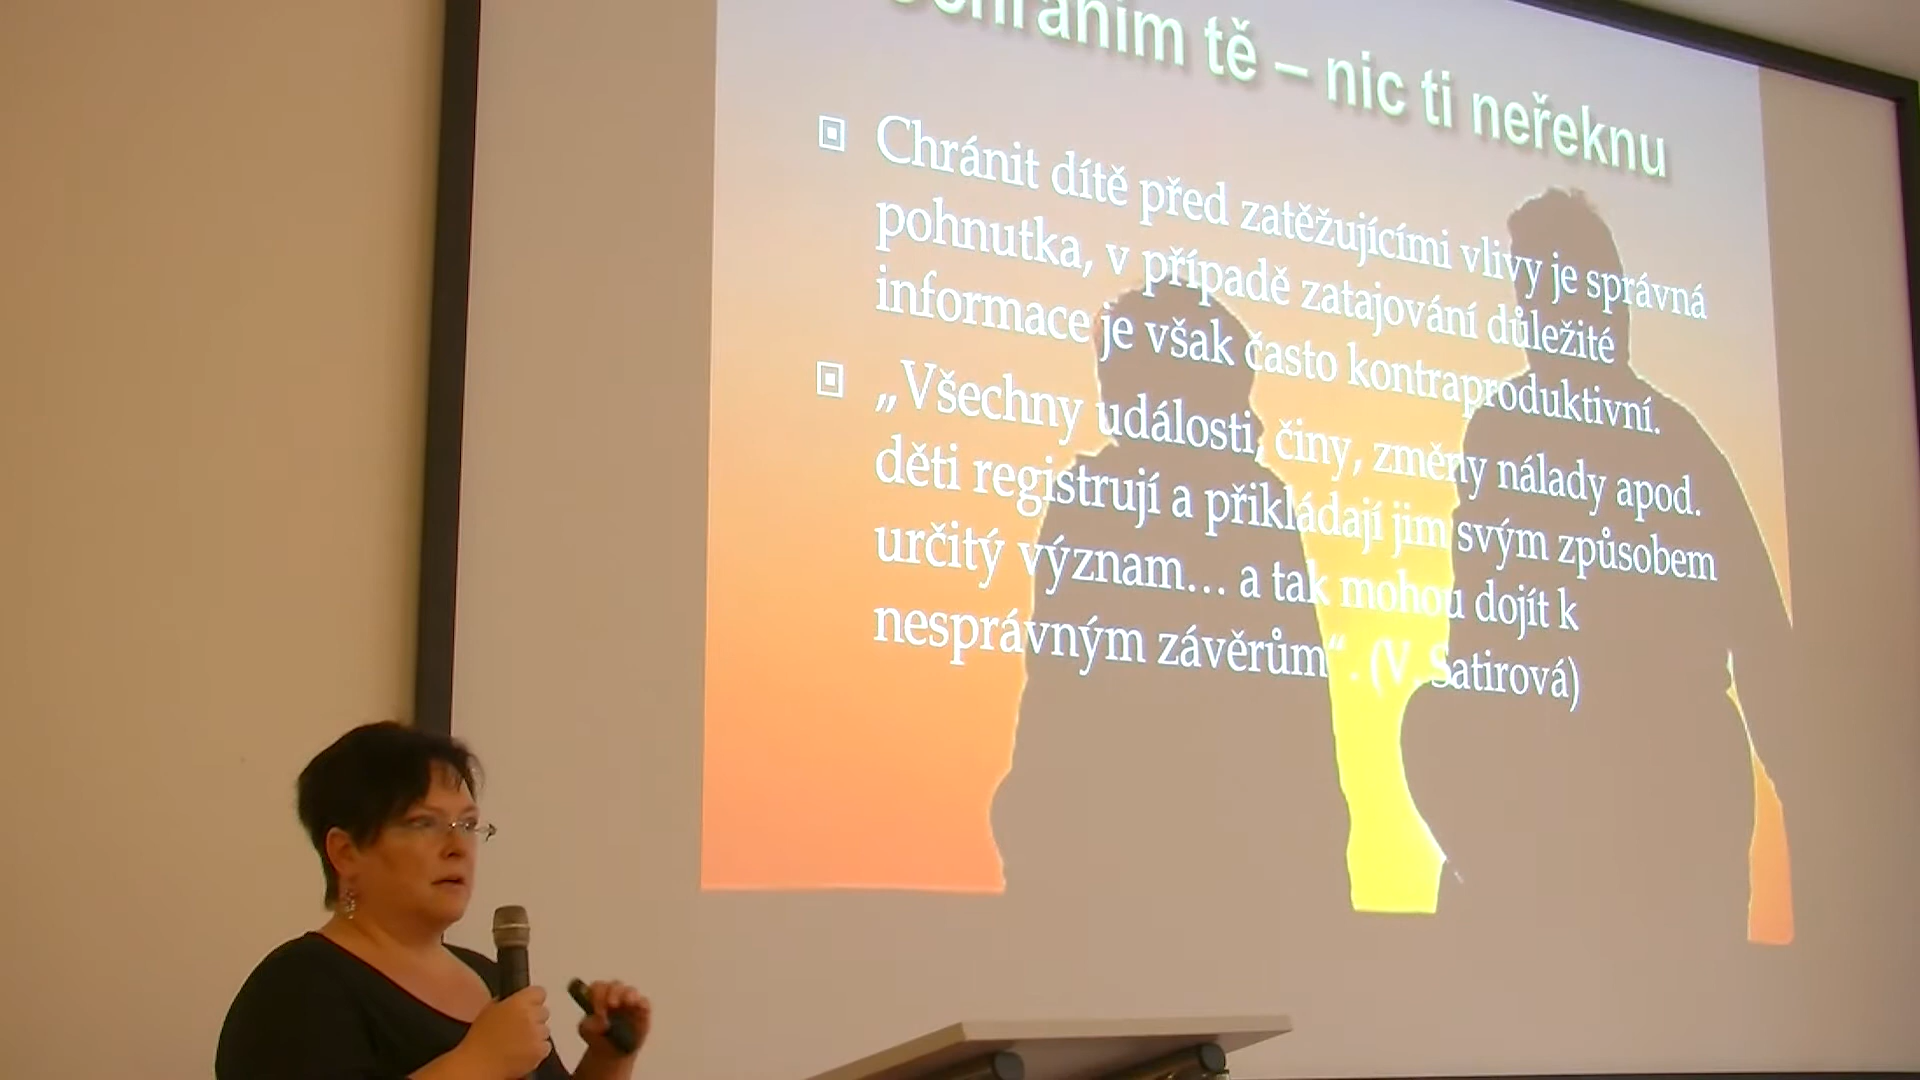 tě – nic ti neřeknu
Chránit dítě před zatěžujícími vlivy je správná
pohnutka, v případě zatajování důležité
informace je však často kontraproduktivní.
„Všechny události, činy, změny nálady apod.
děti registrují a přikládají jim svým způsobem
určitý význam… a tak mohou dojít k
nesprávným závěrům“. (V. Satirová)